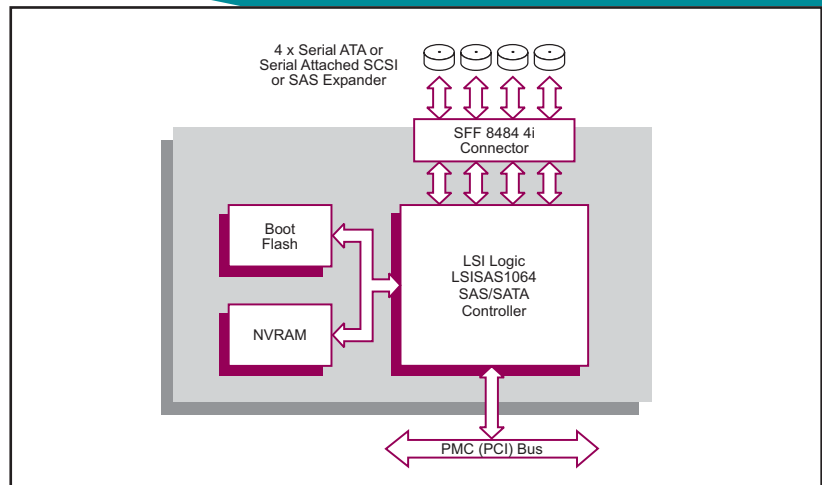 4 x Serial ATA or
Serial Attached SCSI
or SAS Expander
SFF 8484 4i
Connector
Boot
Flash
LSI Logic
LSISAS1064
SAS/SATA
Controller
NVRAM
PMC (PCI) Bus